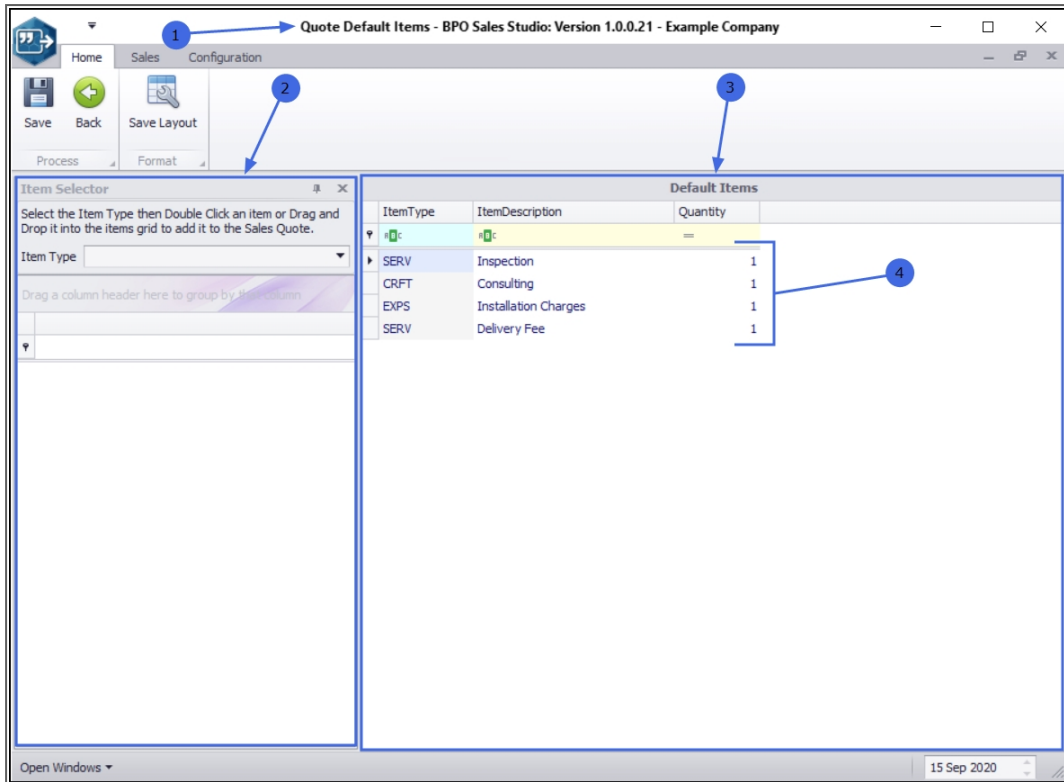 Quote Default Items - BPO Sales Studio: Version 1.0.0.21 - Example Company
1
Home Sales Configuration
2
3
Save Back Save Layout
Process Format
Item Selector
Default Items
Select the Item Type then Double Click an item or Drag and
Drop it into the items grid to add it to the Sales Quote.
ItemType ItemDescription Quantity
ABC ABC =
Item Type
SERV Inspection 1
4
CRFT Consulting 1
Drag a column header here to group by that column
EXPS Installation Charges 1
SERV Delivery Fee 1
Open Windows
15 Sep 2020